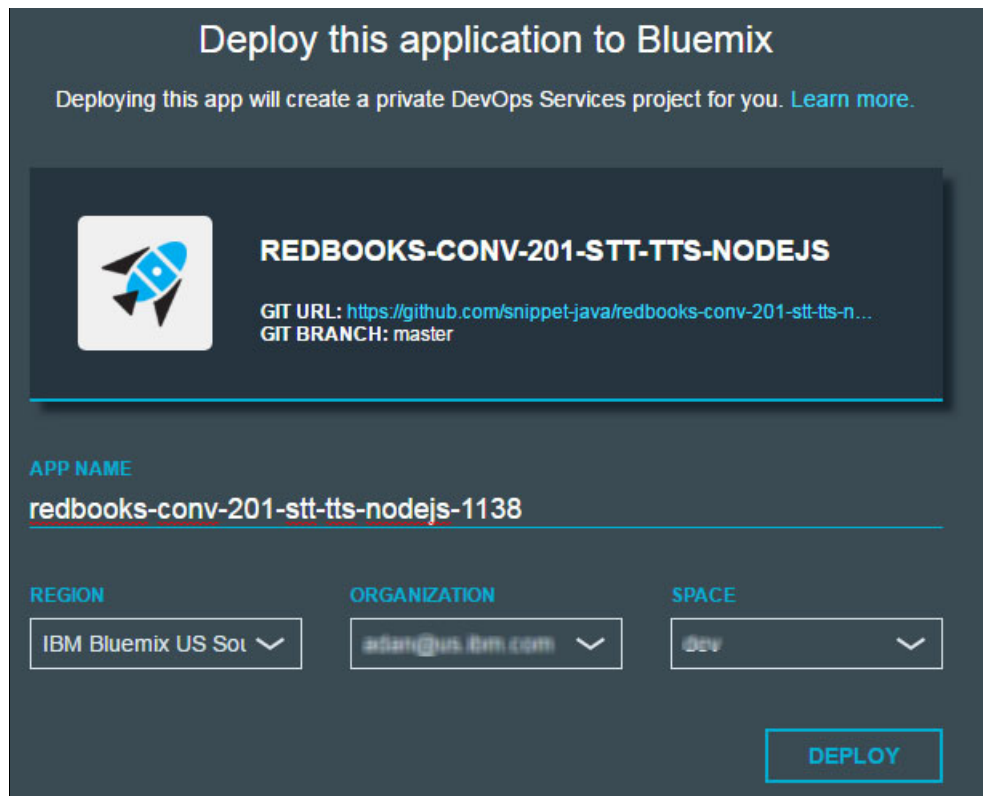 Deploy this application to Bluemix
Deploying this app will create a private DevOps Services project for you. Learn more.
REDBOOKS-CONV-201-STT-TTS-NODEJS
GIT URL: https://github.com/snippet-java/redbooks-conv-201-stt-tts-n...
GIT BRANCH: master
APP NAME
redbooks-conv-201-stt-tts-nodejs-1138
REGION ORGANIZATION SPACE
IBM Bluemix US Sou
DEPLOY